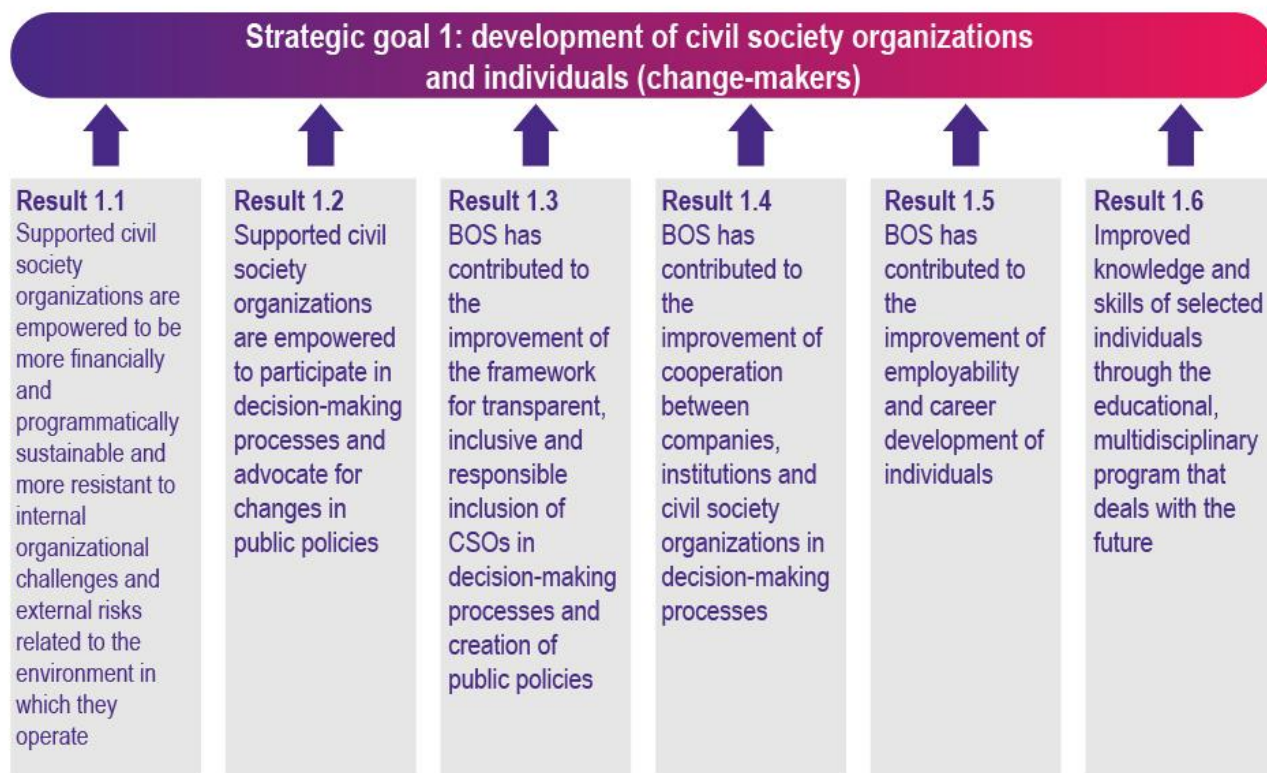 Strategic goal 1: development of civil society organizations
and individuals (change-makers)
Result 1.1
Supported civil
society
organizations are
empowered to be
more financially
and
programmatically
sustainable and
more resistant to
internal
organizational
challenges and
external risks
related to the
environment in
which they
operate
Result 1.2
Supported civil
society
organizations
are empowered
to participate in
decision-making
processes and
advocate for
changes in
public policies
Result 1.3
BOS has
contributed to
the
improvement of
the framework
for transparent,
inclusive and
responsible
inclusion of
CSOs in
decision-making
processes and
creation of
public policies
Result 1.4
BOS has
contributed to
the
improvement of
cooperation
between
companies,
institutions and
civil society
organizations in
decision-making
processes
Result 1.5
BOS has
contributed to
the
improvement of
employability
and career
development of
individuals
Result 1.6
Improved
knowledge and
skills of selected
individuals
through the
educational,
multidisciplinary
program that
deals with the
future